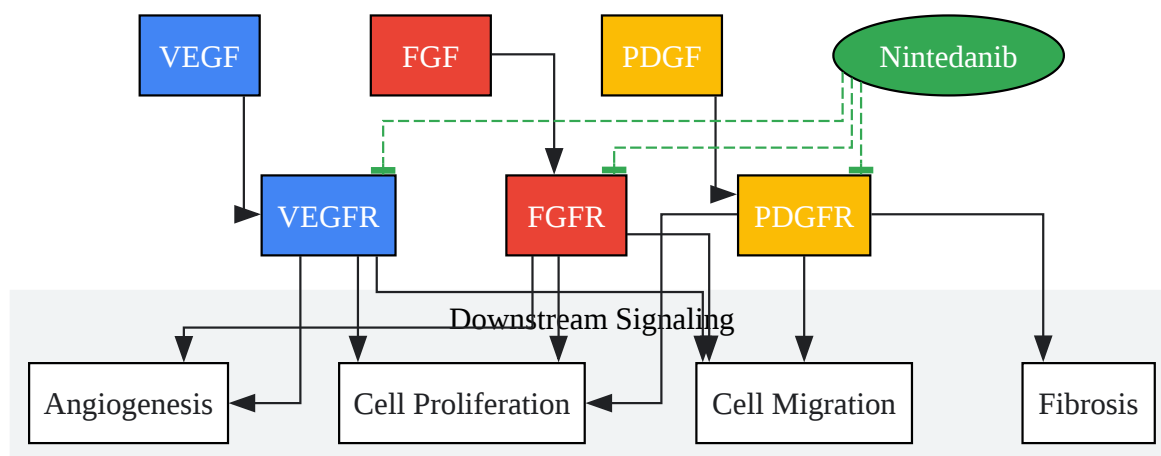 VEGF
FGF
PDGF
Nintedanib
VEGFR
FGFR
PDGFR
Downstream Signaling
Angiogenesis
Cell Proliferation
Cell Migration
Fibrosis